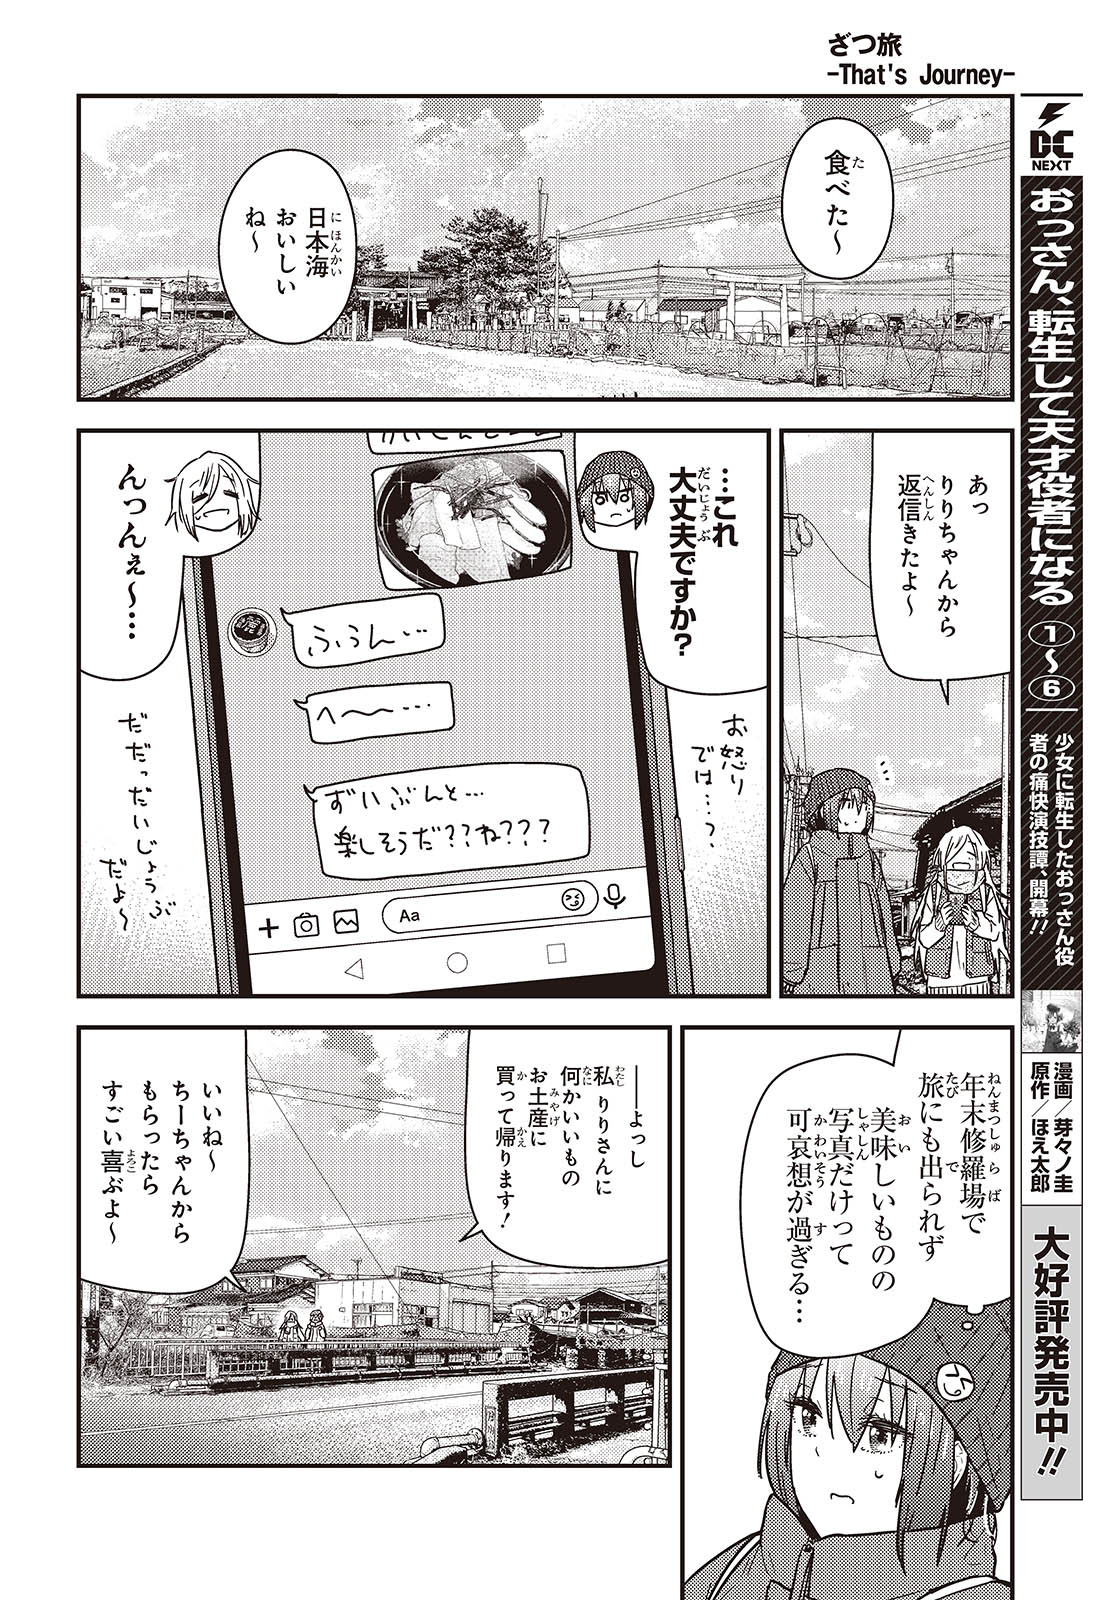 ざつ旅
-That's Journey-
食べた～
日本海
おいしい
ね～
あっ
りりちゃんから
返信きたよ～
…これ
大丈夫ですか？
お怒り
では…？
ふぅん…
へ～～…
ずいぶんと…
楽しそうだ??ね???
Aa
んっんぇ～…
だだっだいじょうぶ
だよ～
年末修羅場で
旅にも出られず
美味しいものの
写真だけって
可哀想が過ぎる…
――よっし
私 りりさんに
何かいいもの
お土産に
買って帰ります！
いいね～
ちーちゃんから
もらったら
すごい喜ぶよ～
DC
NEXT
おっさん、転生して天才役者になる ①～⑥
少女に転生したおっさん役
者の痛快演技譚、開幕!!
漫画／芽々ノ圭
原作／ほえ太郎
大好評発売中!!